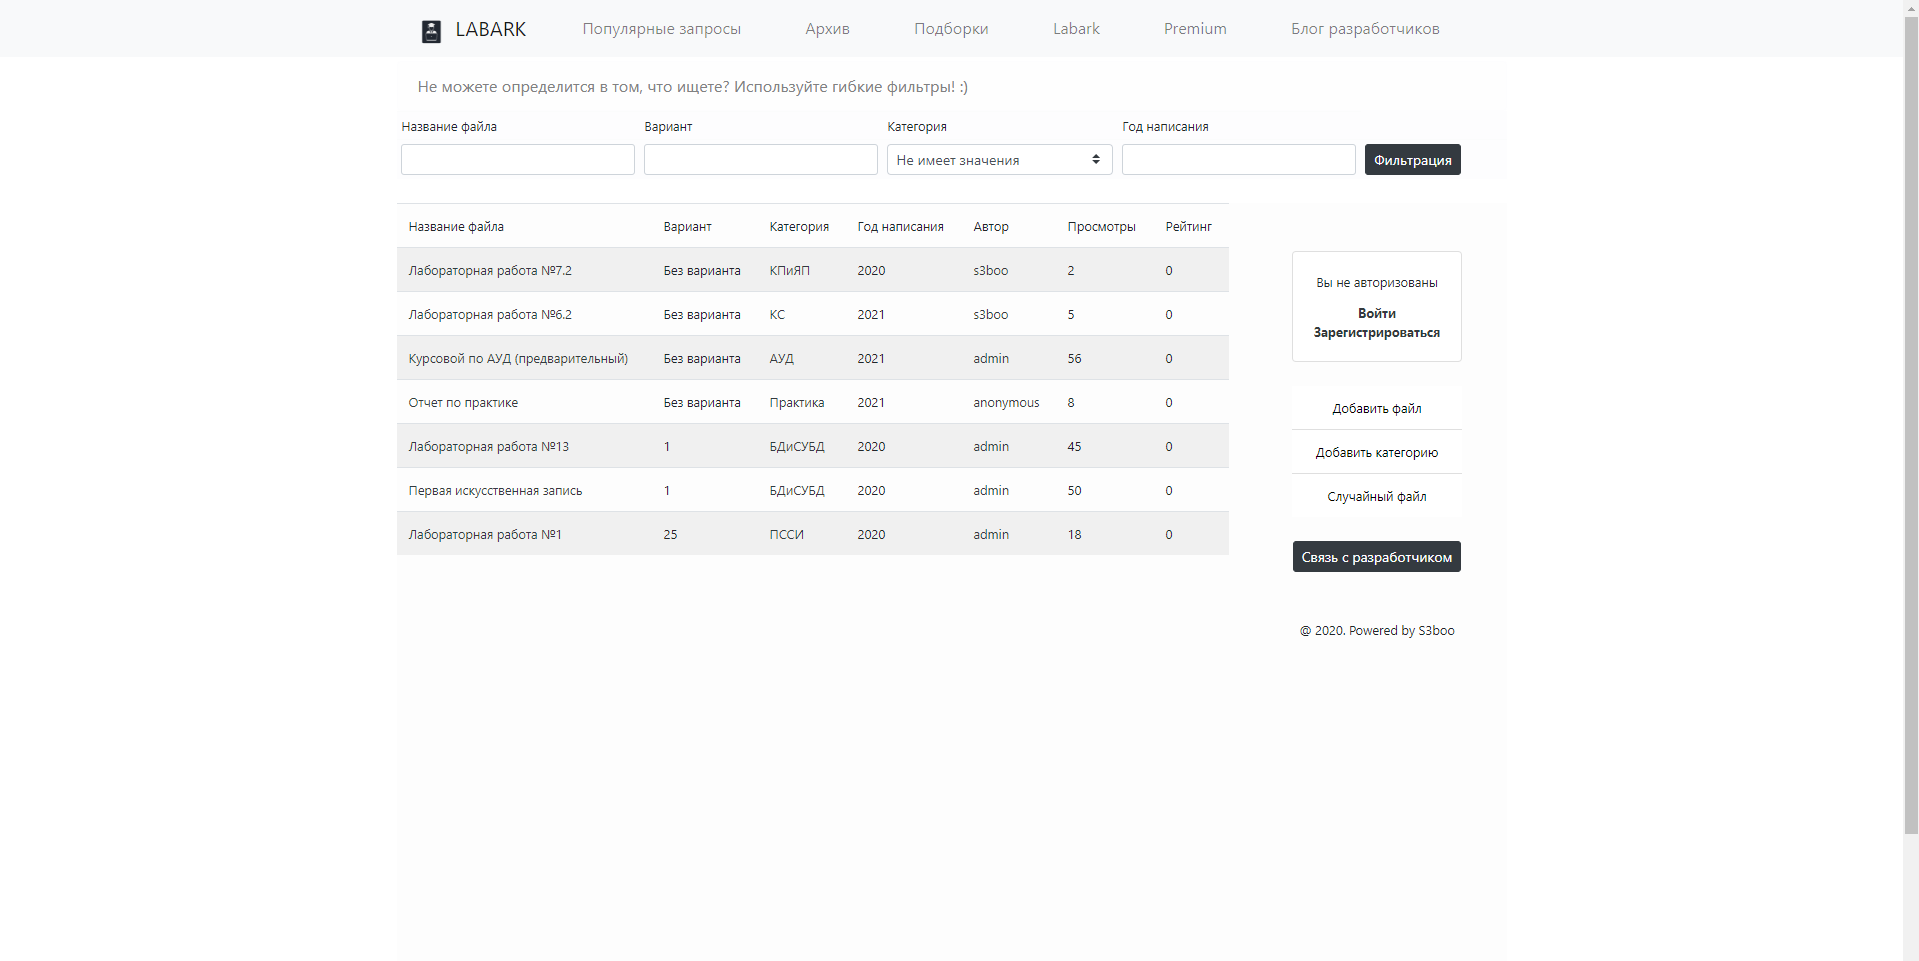 LABARK Популярные запросы Архив Подборки Labark Premium Блог разработчиков
Не можете определится в том, что ищете? Используйте гибкие фильтры! :)
Название файла Вариант Категория Год написания
Не имеет значения Фильтрация
Название файла Вариант Категория Год написания Автор Просмотры Рейтинг
Лабораторная работа №7.2 Без варианта КПиЯП 2020 s3boo 2 0
Лабораторная работа №6.2 Без варианта КС 2021 s3boo 5 0
Курсовой по АУД (предварительный) Без варианта АУД 2021 admin 56 0
Отчет по практике Без варианта Практика 2021 anonymous 8 0
Лабораторная работа №13 1 БДиСУБД 2020 admin 45 0
Первая искусственная запись 1 БДиСУБД 2020 admin 50 0
Лабораторная работа №1 25 ПССИ 2020 admin 18 0
Вы не авторизованы
Войти
Зарегистрироваться
Добавить файл
Добавить категорию
Случайный файл
Связь с разработчиком
@ 2020. Powered by S3boo